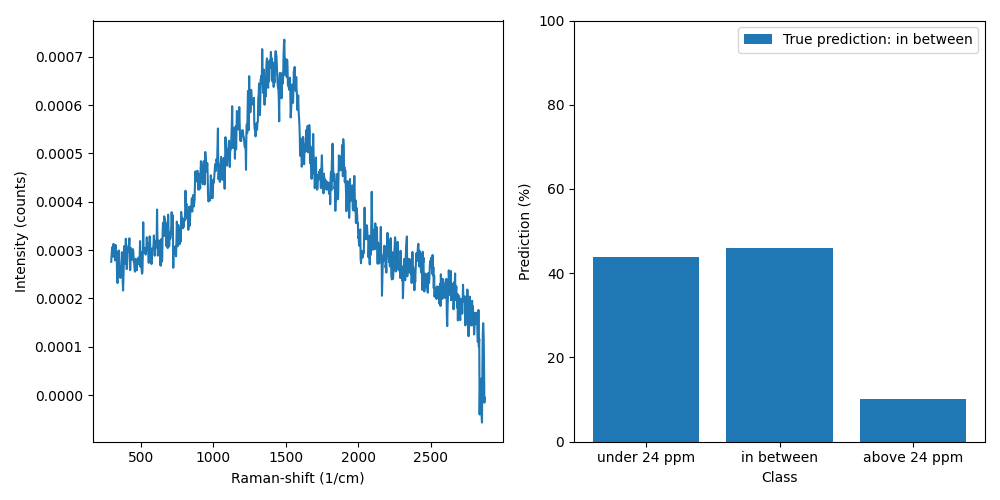 0.0007
0.0006
0.0005
0.0004
0.0003
0.0002
0.0001
0.0000
Intensity (counts)
500 1000 1500 2000 2500
Raman-shift (1/cm)
100
80
60
40
20
0
Prediction (%)
True prediction: in between
under 24 ppm in between above 24 ppm
Class